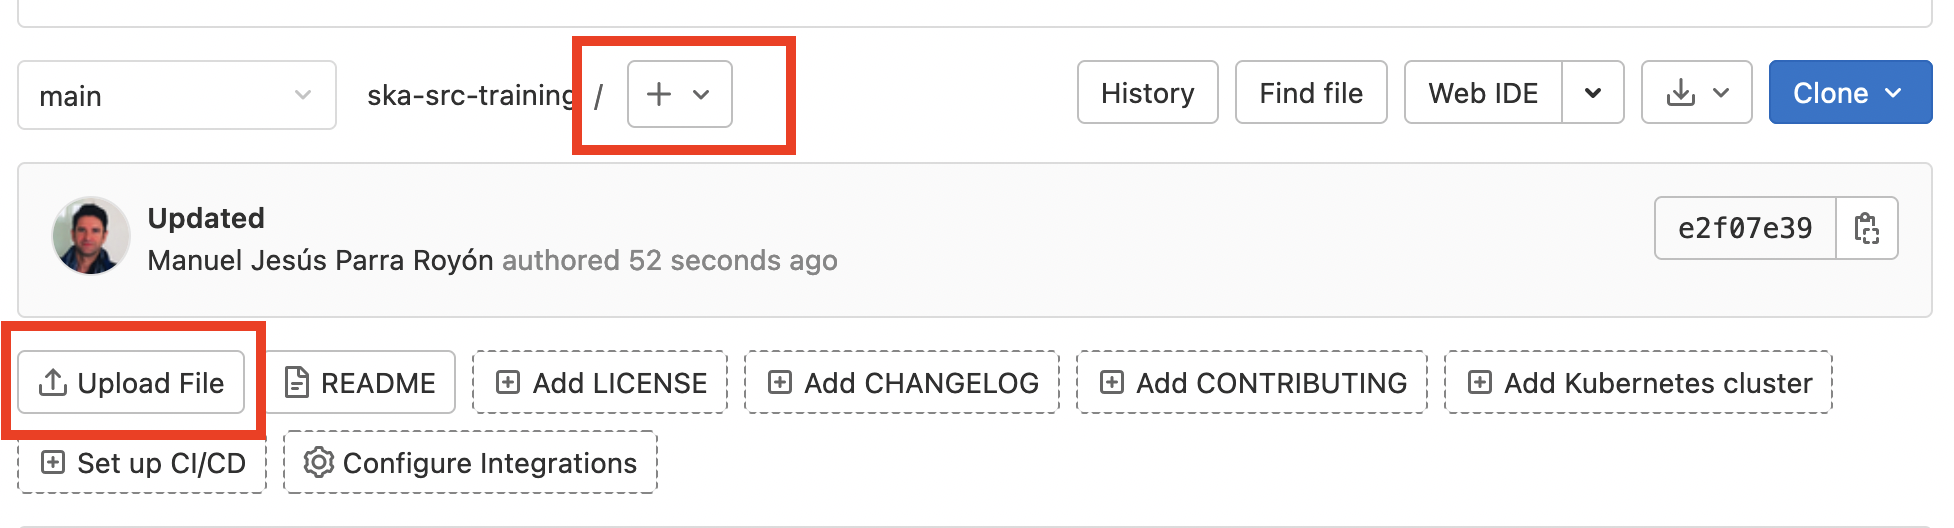 main ska-src-training / + History Find file Web IDE Clone
Updated
Manuel Jesús Parra Royón authored 52 seconds ago
e2f07e39
Upload File README Add LICENSE Add CHANGELOG Add CONTRIBUTING Add Kubernetes cluster
Set up CI/CD Configure Integrations